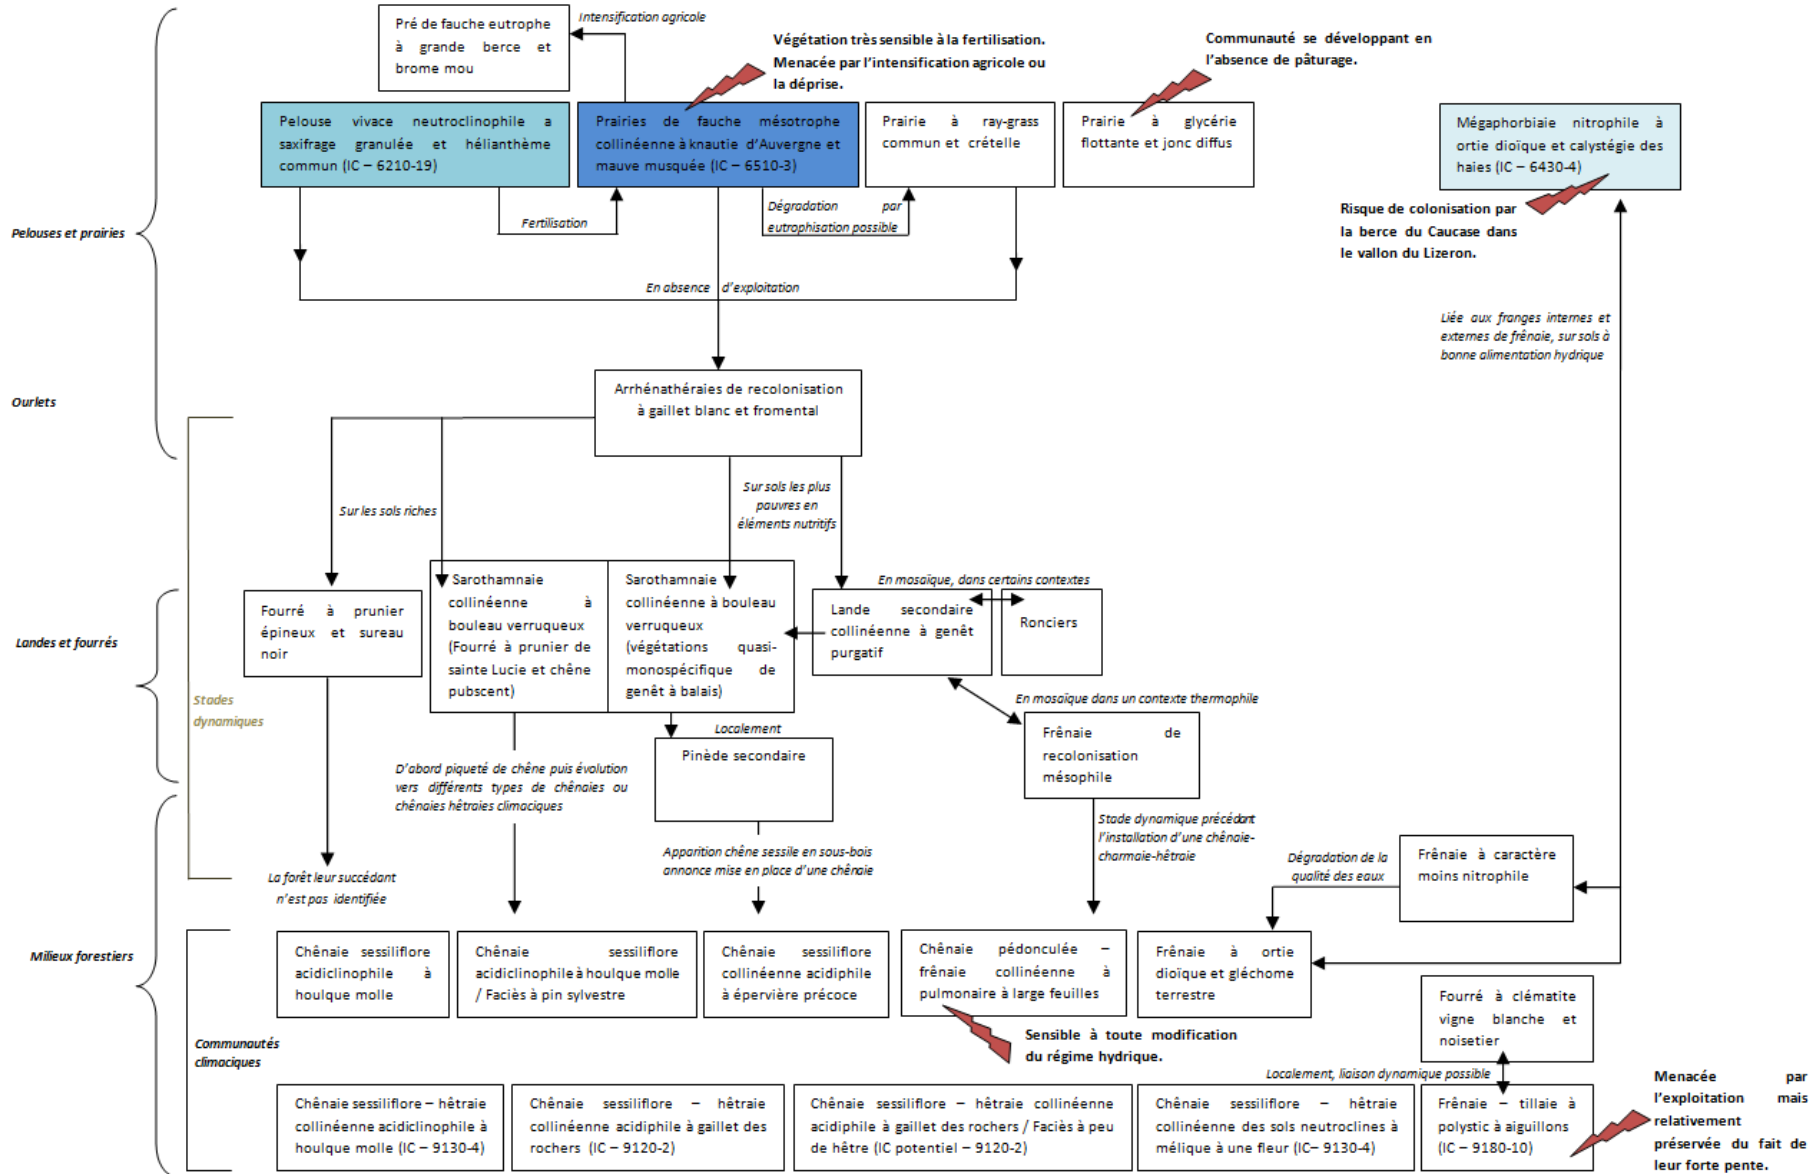 Pré de fauche eutrophe
à grande berce et
brome mou
Intensification agricole
Végétation très sensible à la fertilisation.
Menacée par l'intensification agricole ou
la déprise.
Communauté se développant en
l'absence de pâturage.
Pelouse vivace neutroclinophile a
saxifrage granulée et hélianthème
commun (IC – 6210-19)
Prairies de fauche mésotrophe
collinéenne à knautie d'Auvergne et
mauve musquée (IC – 6510-3)
Prairie à ray-grass
commun et crételle
Prairie à glycérie
flottante et jonc diffus
Mégaphorbiaie nitrophile à
ortie dioïque et calystégie des
haies (IC – 6430-4)
Pelouses et prairies
Fertilisation
Dégradation par
eutrophisation possible
Risque de colonisation par
la berce du Caucase dans
le vallon du Lizeron.
En absence d'exploitation
Liée aux franges internes et
externes de frênaie, sur sols à
bonne alimentation hydrique
Ourlets
Arrhénathéraies de recolonisation
à gaillet blanc et fromental
Sur les sols riches
Sur sols les plus
pauvres en
éléments nutritifs
Landes et fourrés
Stades
dynamiques
Fourré à prunier
épineux et sureau
noir
Sarothamnaie
collinéenne à
bouleau verruqueux
(Fourré à prunier de
sainte Lucie et chêne
pubscent)
Sarothamnaie
collinéenne à bouleau
verruqueux
(végétations quasi-
monospécifique de
genêt à balais)
En mosaïque, dans certains contextes
Lande secondaire
collinéenne à genêt
purgatif
Ronciers
En mosaïque dans un contexte thermophile
Localement
Pinède secondaire
Frênaie de
recolonisation
mésophile
D'abord piqueté de chêne puis évolution
vers différents types de chênaies ou
chênaies hêtraies climaciques
Stade dynamique précédant
l'installation d'une chênaie-
charmaie-hêtraie
Apparition chêne sessile en sous-bois
annonce mise en place d'une chênaie
Dégradation de la
qualité des eaux
Frênaie à caractère
moins nitrophile
La forêt leur succédant
n'est pas identifiée
Milieux forestiers
Chênaie sessiliflore
acidiclinophile à
houlque molle
Chênaie sessiliflore
acidiclinophile à houlque molle
/ Faciès à pin sylvestre
Chênaie sessiliflore
collinéenne acidiphile
à épervière précoce
Chênaie pédonculée –
frênaie collinéenne à
pulmonaire à large feuilles
Frênaie à ortie
dioïque et gléchome
terrestre
Fourré à clématite
vigne blanche et
noisetier
Communautés
climaciques
Sensible à toute modification
du régime hydrique.
Localement, liaison dynamique possible
Chênaie sessiliflore – hêtraie
collinéenne acidiclinophile à
houlque molle (IC – 9130-4)
Chênaie sessiliflore – hêtraie
collinéenne acidiphile à gaillet des
rochers (IC – 9120-2)
Chênaie sessiliflore – hêtraie collinéenne
acidiphile à gaillet des rochers / Faciès à peu
de hêtre (IC potentiel – 9120-2)
Chênaie sessiliflore – hêtraie
collinéenne des sols neutroclines à
mélique à une fleur (IC– 9130-4)
Frênaie – tillaie à
polystic à aiguillons
(IC – 9180-10)
Menacée par
l'exploitation mais
relativement
préservée du fait de
leur forte pente.